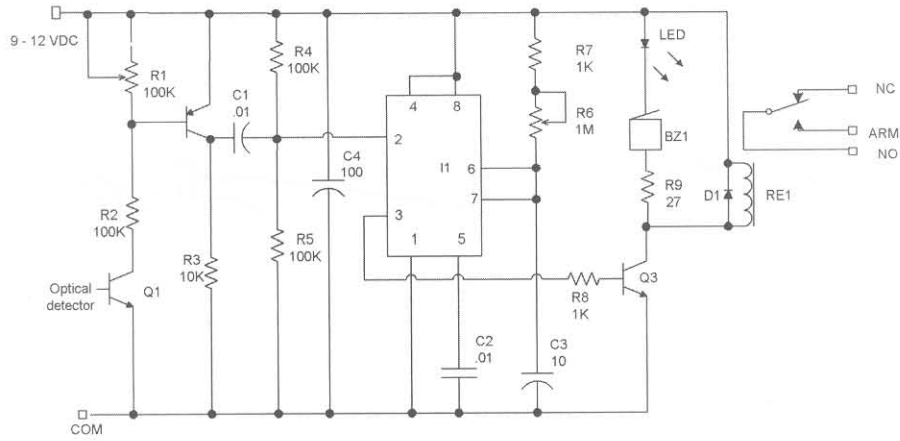 9 - 12 VDC
R1
100K
R2
100K
Optical
detector
Q1
COM
R3
10K
C1
.01
R4
100K
R5
100K
C4
100
4
8
2
I1
6
7
3
1
5
C2
.01
R7
1K
R6
1M
C3
10
R8
1K
LED
BZ1
R9
27
Q3
D1
RE1
NC
ARM
NO